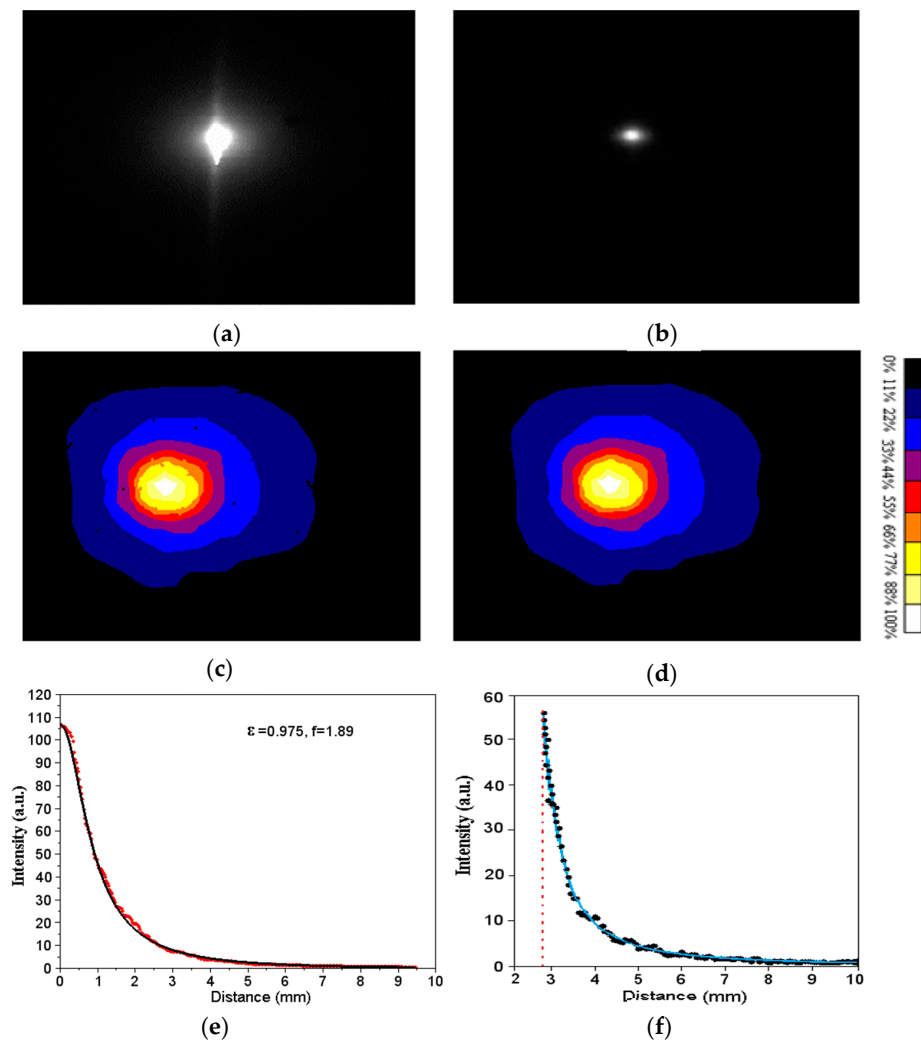 (a)
(b)
0% 11% 22% 33% 44% 55% 66% 77% 88% 100%
(c)
(d)
120
110
100
90
80
70
60
50
40
30
20
10
0
Intensity (a.u.)
ε=0.975, f=1.89
0 1 2 3 4 5 6 7 8 9 10
Distance (mm)
(e)
60
50
40
30
20
10
0
Intensity (a.u.)
2 3 4 5 6 7 8 9 10
Distance (mm)
(f)